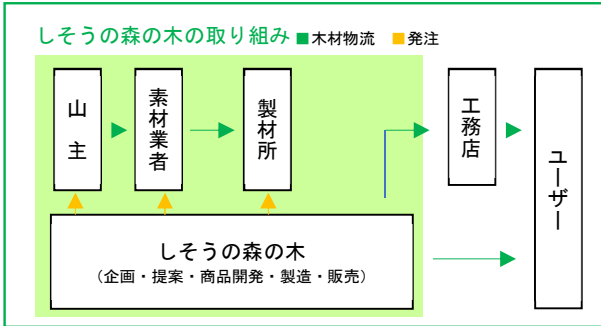 しそうの森の木の取り組み ■木材物流 ■発注
山主
素材業者
製材所
工務店
ユーザー
しそうの森の木
（企画・提案・商品開発・製造・販売）